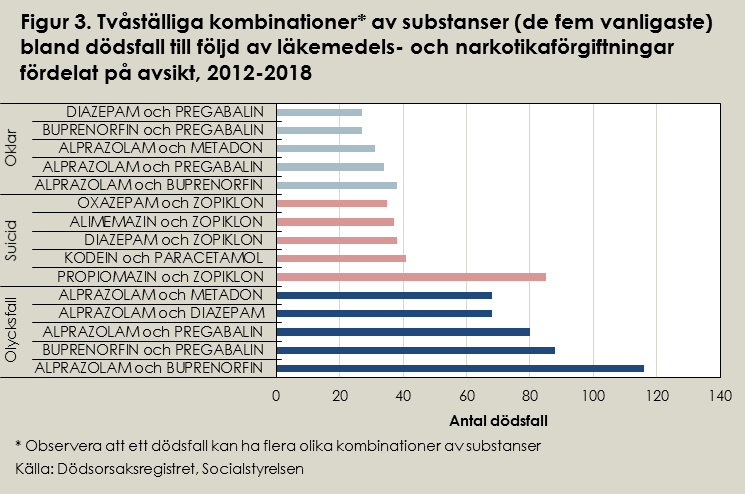 Figur 3. Tvåställiga kombinationer* av substanser (de fem vanligaste)
bland dödsfall till följd av läkemedels- och narkotikaförgiftningar
fördelat på avsikt, 2012-2018
Oklar
DIAZEPAM och PREGABALIN
BUPRENORFIN och PREGABALIN
ALPRAZOLAM och METADON
ALPRAZOLAM och PREGABALIN
ALPRAZOLAM och BUPRENORFIN
Suicid
OXAZEPAM och ZOPIKLON
ALIMEMAZIN och ZOPIKLON
DIAZEPAM och ZOPIKLON
KODEIN och PARACETAMOL
PROPIOMAZIN och ZOPIKLON
Olycksfall
ALPRAZOLAM och METADON
ALPRAZOLAM och DIAZEPAM
ALPRAZOLAM och PREGABALIN
BUPRENORFIN och PREGABALIN
ALPRAZOLAM och BUPRENORFIN
0 20 40 60 80 100 120 140
Antal dödsfall
* Observera att ett dödsfall kan ha flera olika kombinationer av substanser
Källa: Dödsorsaksregistret, Socialstyrelsen